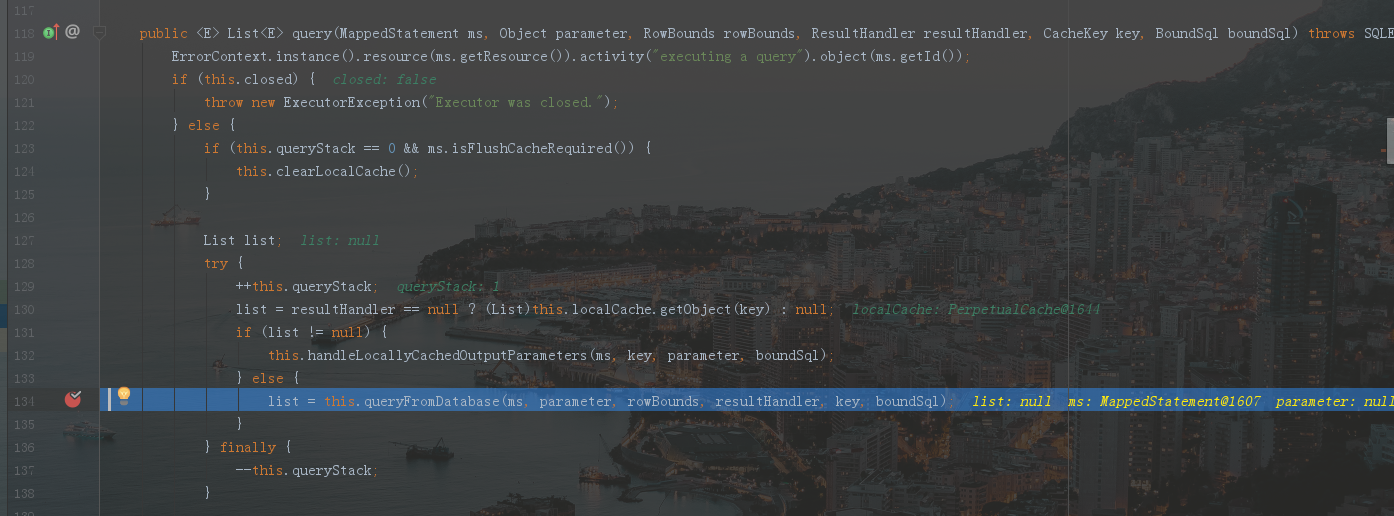 117
118 public <E> List<E> query(MappedStatement ms, Object parameter, RowBounds rowBounds, ResultHandler resultHandler, CacheKey key, BoundSql boundSql) throws SQLE
119 ErrorContext.instance().resource(ms.getResource()).activity("executing a query").object(ms.getId());
120 if (this.closed) { closed: false
121 throw new ExecutorException("Executor was closed.");
122 } else {
123 if (this.queryStack == 0 && ms.isFlushCacheRequired()) {
124 this.clearLocalCache();
125 }
126
127 List list; list: null
128 try {
129 ++this.queryStack; queryStack: 1
130 list = resultHandler == null ? (List)this.localCache.getObject(key) : null; localCache: PerpetualCache@1644
131 if (list != null) {
132 this.handleLocallyCachedOutputParameters(ms, key, parameter, boundSql);
133 } else {
134 list = this.queryFromDatabase(ms, parameter, rowBounds, resultHandler, key, boundSql); list: null ms: MappedStatement@1607 parameter: null
135 }
136 } finally {
137 --this.queryStack;
138 }